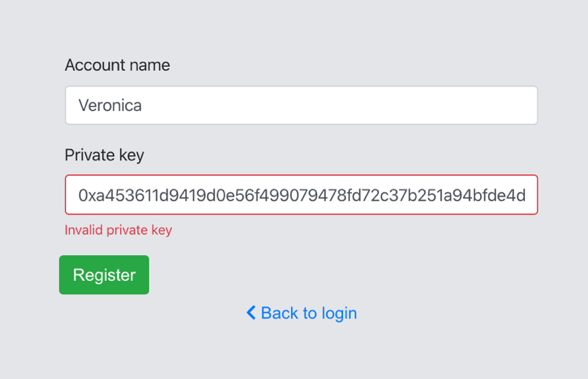 Account name
Veronica
Private key
0xa453611d9419d0e56f499079478fd72c37b251a94bfde4d
Invalid private key
Register
Back to login